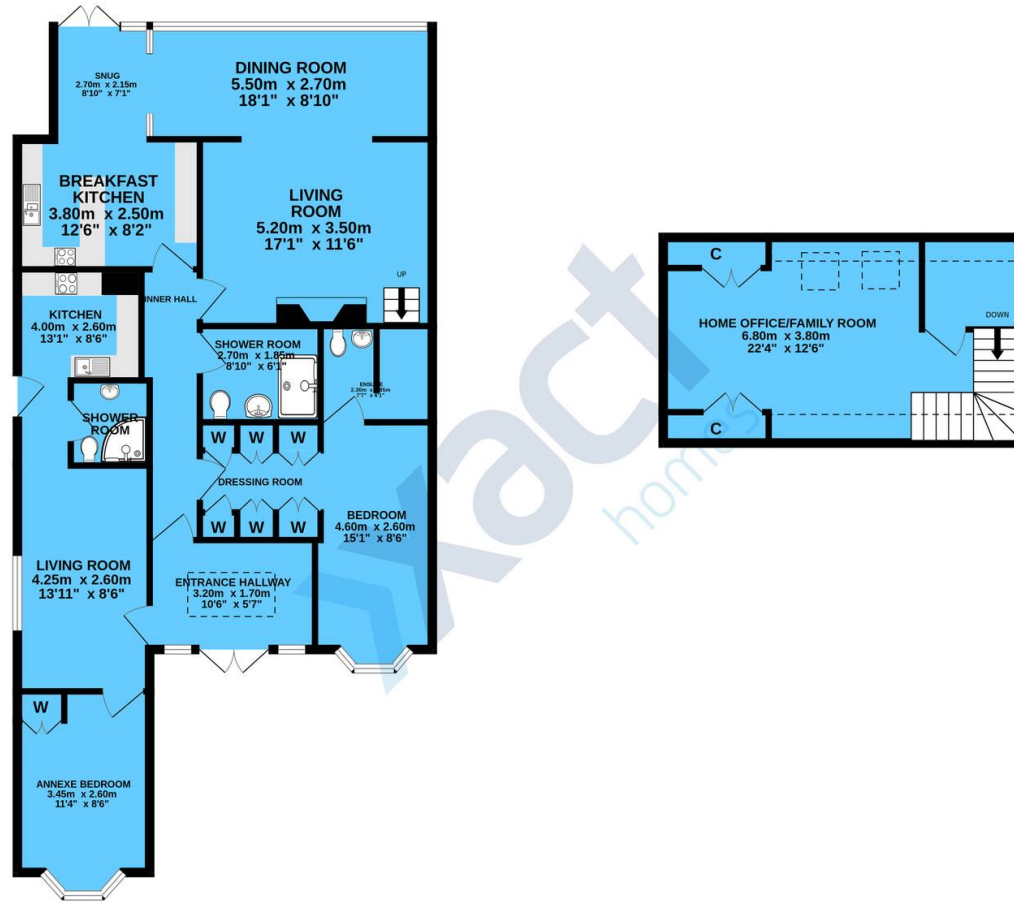 SNUG
2.70m x 2.15m
8'10" x 7'1"
DINING ROOM
5.50m x 2.70m
18'1" x 8'10"
BREAKFAST
KITCHEN
3.80m x 2.50m
12'6" x 8'2"
LIVING
ROOM
5.20m x 3.50m
17'1" x 11'6"
UP
INNER HALL
KITCHEN
4.00m x 2.60m
13'1" x 8'6"
SHOWER ROOM
2.70m x 1.85m
8'10" x 6'1"
ENSUITE
SHOWER
ROOM
W W W
DRESSING ROOM
W W W
BEDROOM
4.60m x 2.60m
15'1" x 8'6"
LIVING ROOM
4.25m x 2.60m
13'11" x 8'6"
ENTRANCE HALLWAY
3.20m x 1.70m
10'6" x 5'7"
W
ANNEXE BEDROOM
3.45m x 2.60m
11'4" x 8'6"
C
HOME OFFICE/FAMILY ROOM
6.80m x 3.80m
22'4" x 12'6"
DOWN
C
xact
homes